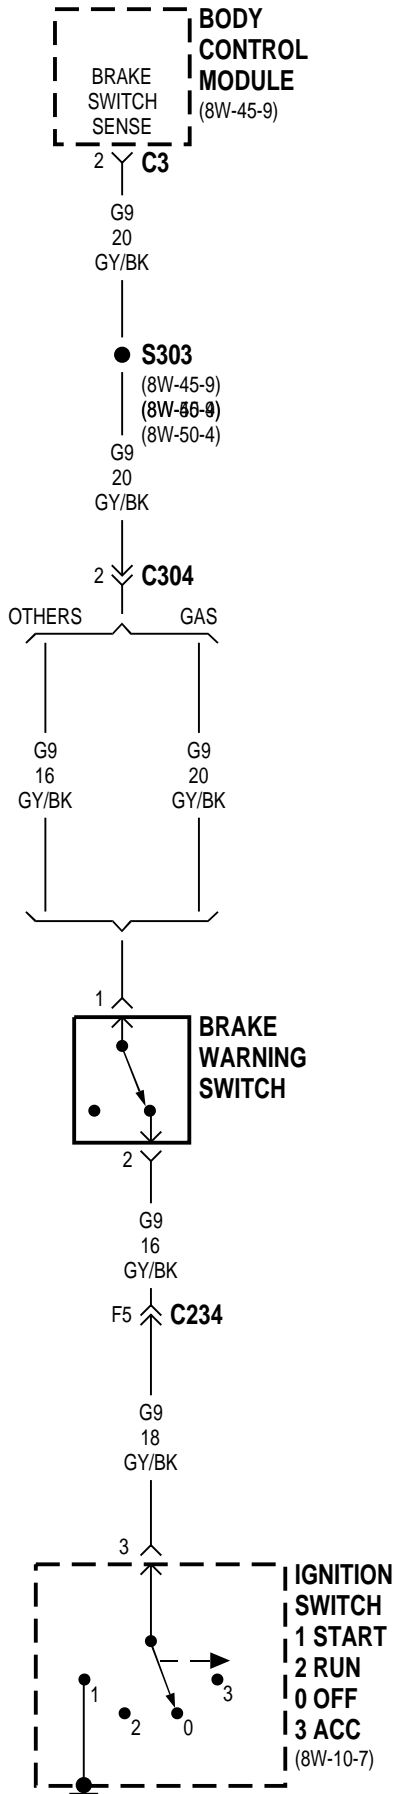 BODY
CONTROL
MODULE
(8W-45-9)
BRAKE
SWITCH
SENSE
2 C3
G9
20
GY/BK
S303
(8W-45-9)
(8W-50-4)
G9
20
GY/BK
2 C304
OTHERS GAS
G9
16
GY/BK
G9
20
GY/BK
1
BRAKE
WARNING
SWITCH
2
G9
16
GY/BK
F5 C234
G9
18
GY/BK
3
IGNITION
SWITCH
1 START
2 RUN
0 OFF
3 ACC
(8W-10-7)
1
2
0
3